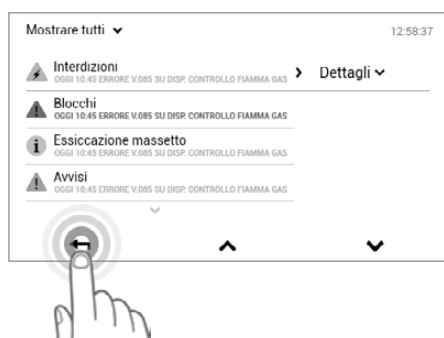 Mostrare tutti
12:58:37
Interdizioni
OGGI 10.45 ERRORE V.085 SU DISP. CONTROLLO FIAMMA GAS
Dettagli
Blocchi
OGGI 10:45 ERRORE V.085 SU DISP. CONTROLLO FIAMMA GAS
Essiccazione massetto
OGGI 10:45 ERRORE V.085 SU DISP. CONTROLLO FIAMMA GAS
Avvisi
OGGI 10:45 ERRORE V.085 SU DISP. CONTROLLO FIAMMA GAS